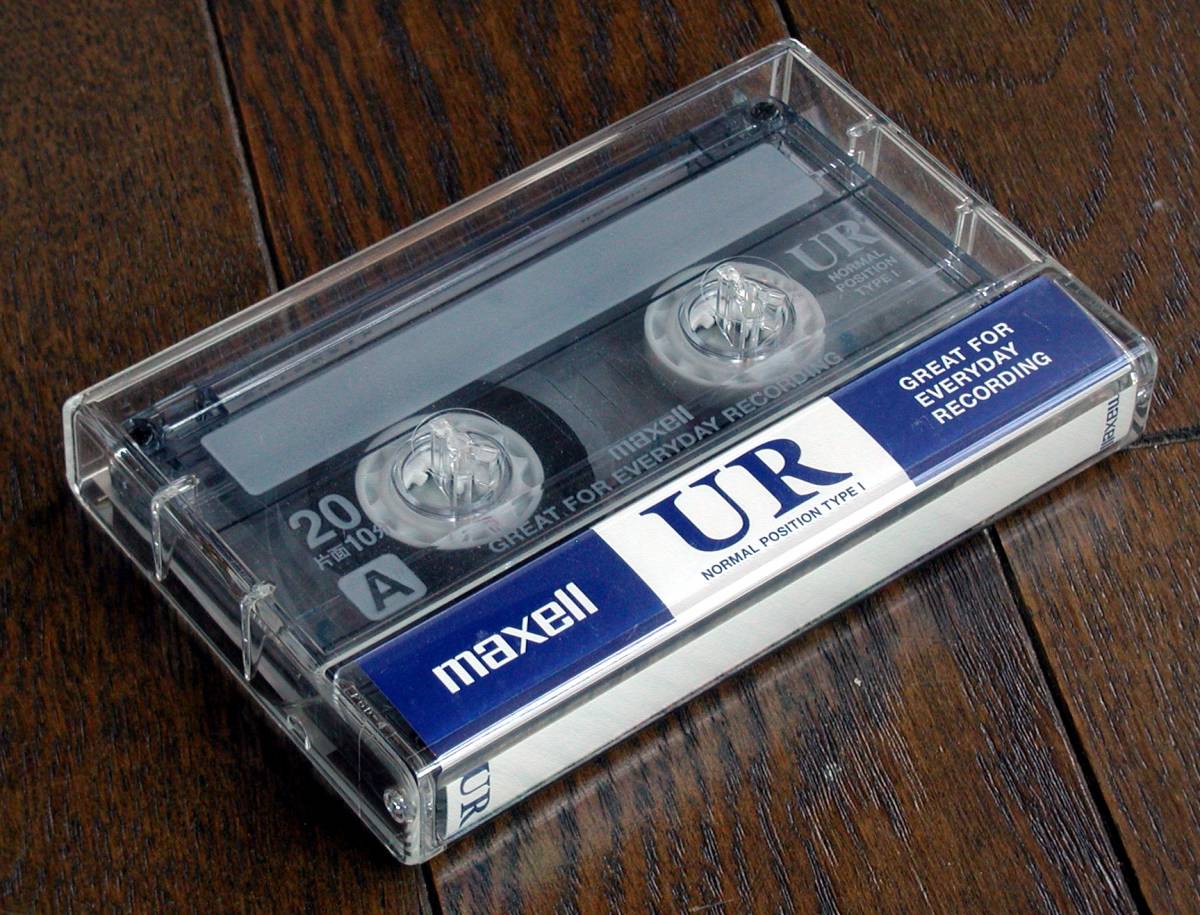 UR
NORMAL
POSITION
TYPE I
maxell
GREAT FOR EVERYDAY RECORDING
20
片面10分
A
maxell
UR
NORMAL POSITION TYPE I
GREAT FOR
EVERYDAY
RECORDING
UR
maxell